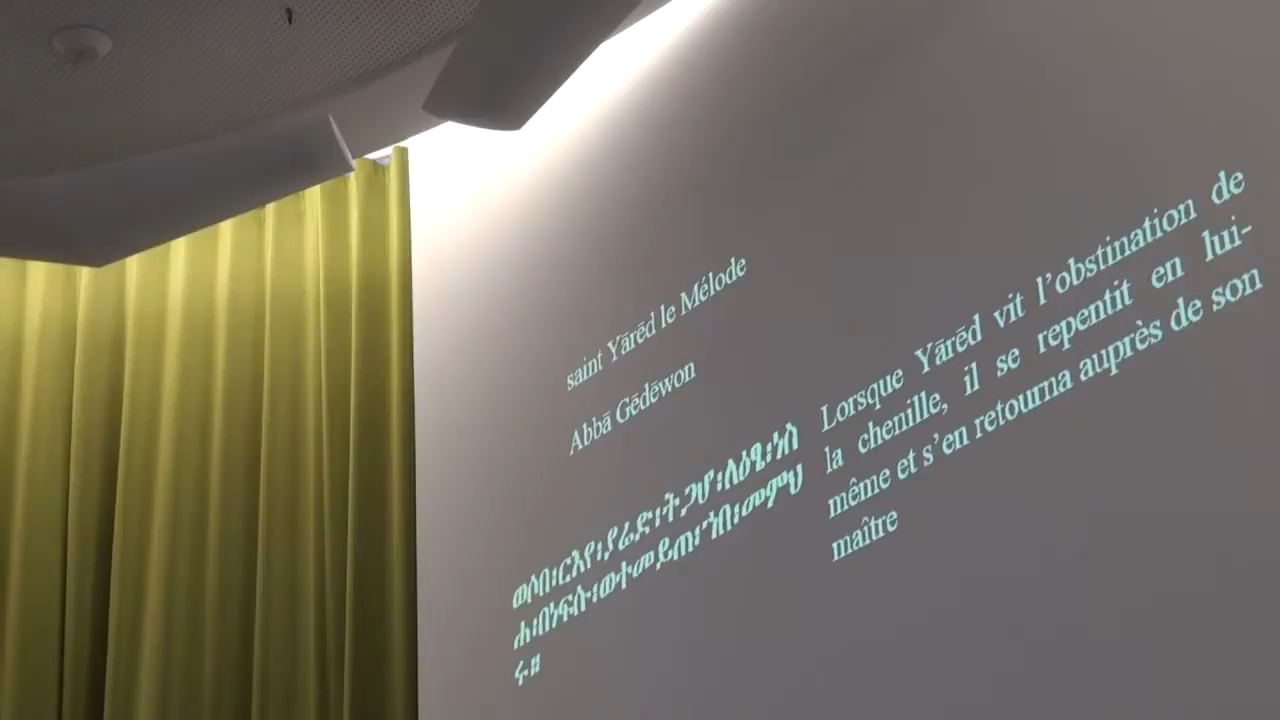 saint Yārēd le Mélode
Abbā Gēdēwon
ወሶበ፡ርእየ፡ያሬድ፡ትጋሆ፡ለዕፄ፡ነስ
ሐ፡በነፍሱ፡ወተመይጠ፡ኀበ፡መምህ
ሩ።
Lorsque Yārēd vit l’obstination de
la chenille, il se repentit en lui-
même et s’en retourna auprès de son
maître